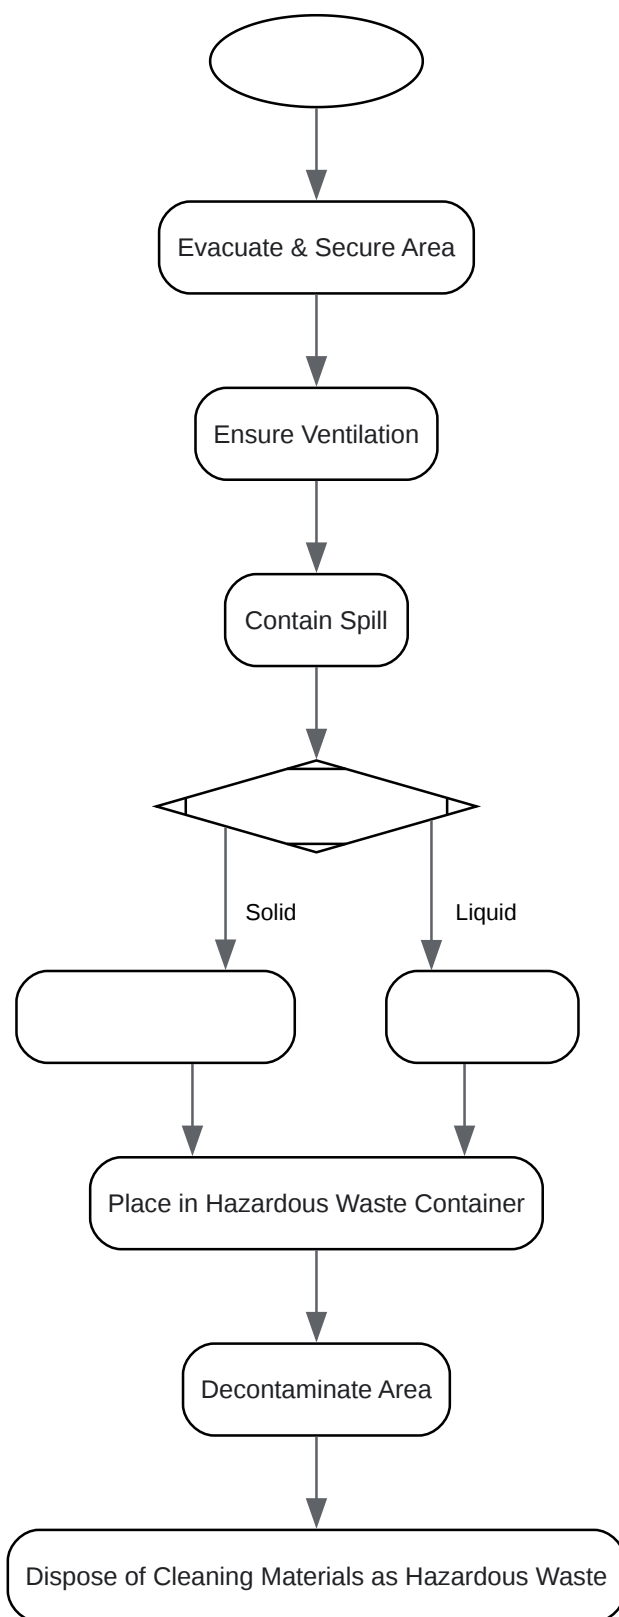 Evacuate & Secure Area
Ensure Ventilation
Contain Spill
Solid
Liquid
Place in Hazardous Waste Container
Decontaminate Area
Dispose of Cleaning Materials as Hazardous Waste